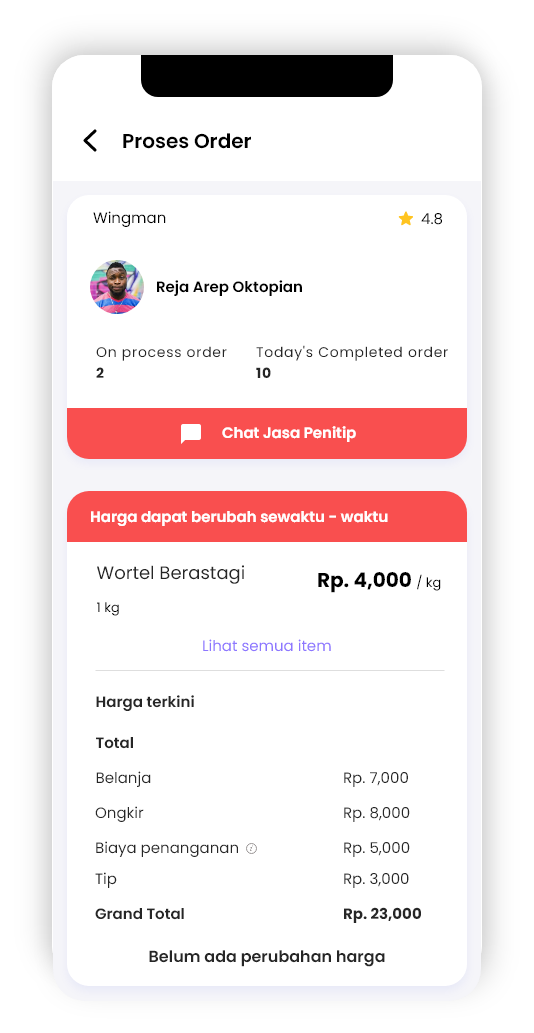 Proses Order
Wingman
4.8
Reja Arep Oktopian
On process order
Today's Completed order
2
10
Chat Jasa Penitip
Harga dapat berubah sewaktu - waktu
Wortel Berastagi
Rp. 4,000 / kg
1 kg
Lihat semua item
Harga terkini
Total
Belanja Rp. 7,000
Ongkir Rp. 8,000
Biaya penanganan Rp. 5,000
Tip Rp. 3,000
Grand Total Rp. 23,000
Belum ada perubahan harga